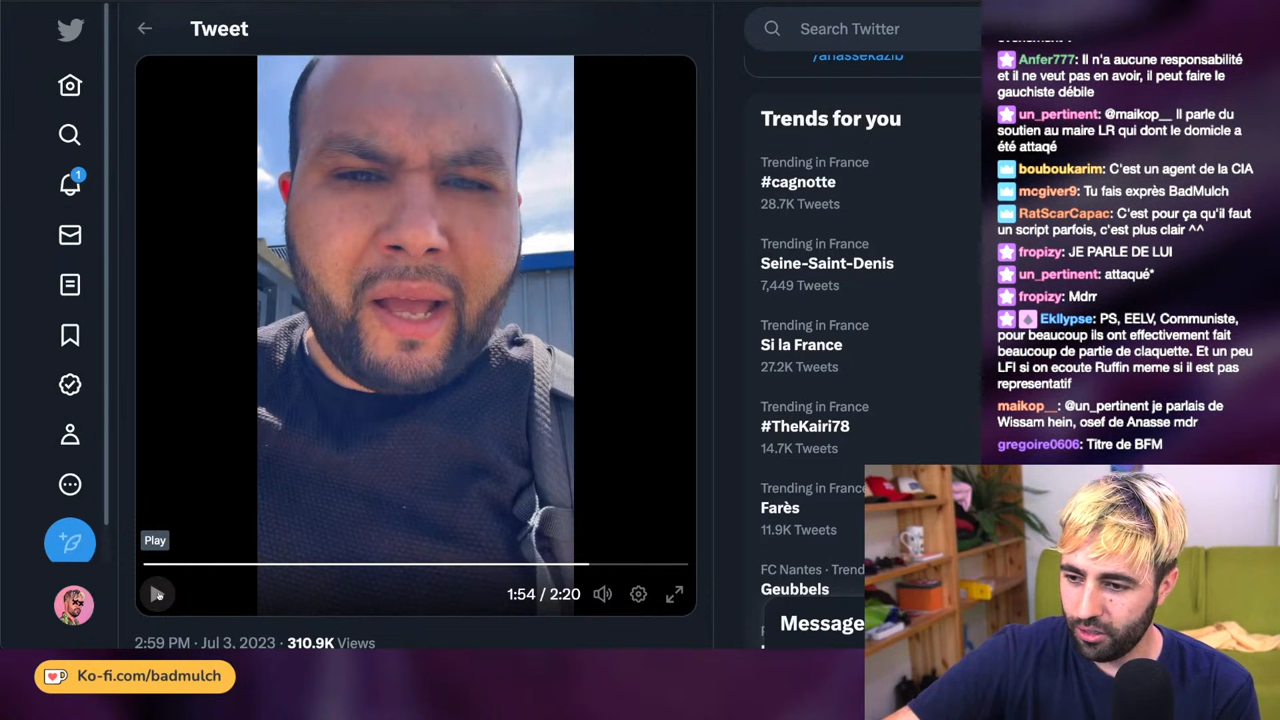 Tweet
Search Twitter
/anassekazib
Trends for you
Trending in France
#cagnotte
28.7K Tweets
Trending in France
Seine-Saint-Denis
7,449 Tweets
Trending in France
Si la France
27.2K Tweets
Trending in France
#TheKairi78
14.7K Tweets
Trending in France
Farès
11.9K Tweets
FC Nantes · Trend
Geubbels
Message
1
Play
1:54 / 2:20
2:59 PM · Jul 3, 2023 · 310.9K Views
Ko-fi.com/badmulch
Anfer777: Il n'a aucune responsabilité
et il ne veut pas en avoir, il peut faire le
gauchiste débile
un_pertinent: @maikop__ Il parle du
soutien au maire LR qui dont le domicile a
été attaqé
bouboukarim: C'est un agent de la CIA
mcgiver9: Tu fais exprès BadMulch
RatScarCapac: C'est pour ça qu'il faut
un script parfois, c'est plus clair ^^
fropizy: JE PARLE DE LUI
un_pertinent: attaqué*
fropizy: Mdrr
Ekllypse: PS, EELV, Communiste,
pour beaucoup ils ont effectivement fait
beaucoup de partie de claquette. Et un peu
LFI si on ecoute Ruffin meme si il est pas
representatif
maikop__: @un_pertinent je parlais de
Wissam hein, osef de Anasse mdr
gregoire0606: Titre de BFM